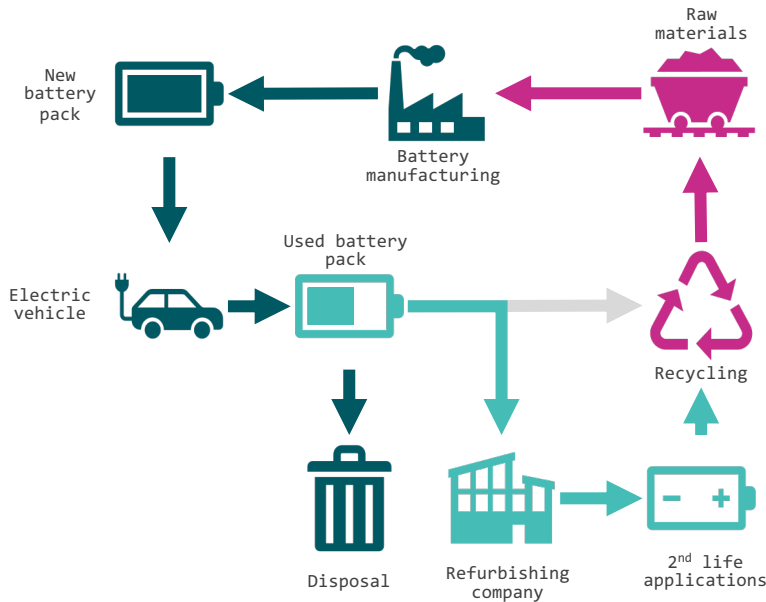 Raw
materials
New
battery
pack
Battery
manufacturing
Used battery
pack
Electric
vehicle
Recycling
Disposal
Refurbishing
company
2nd life
applications